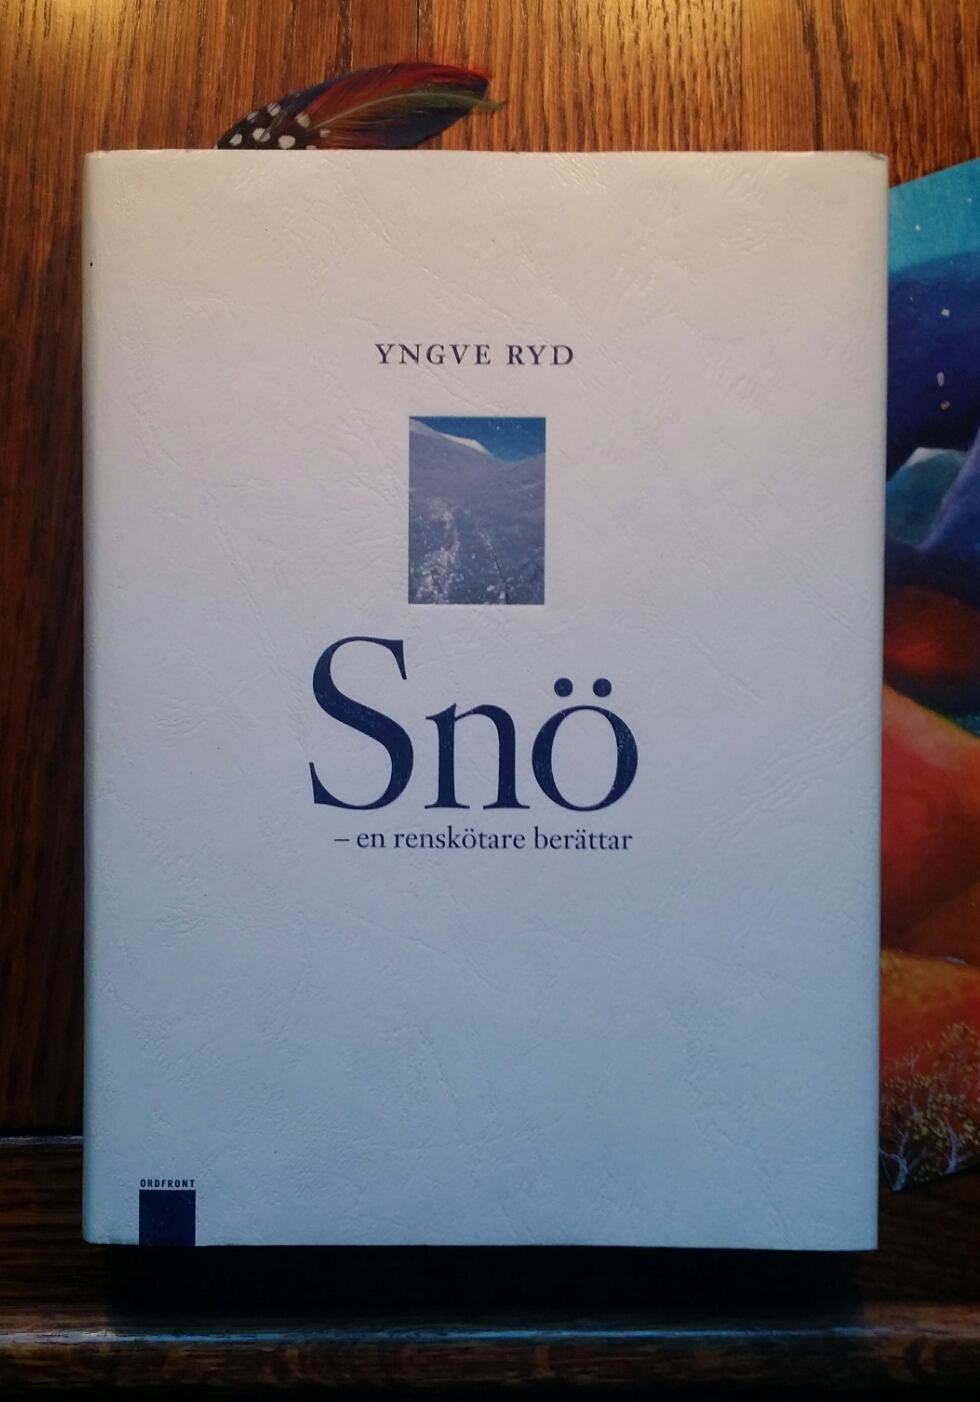 YNGVE RYD
Snö
– en renskötare berättar
ORDFRONT